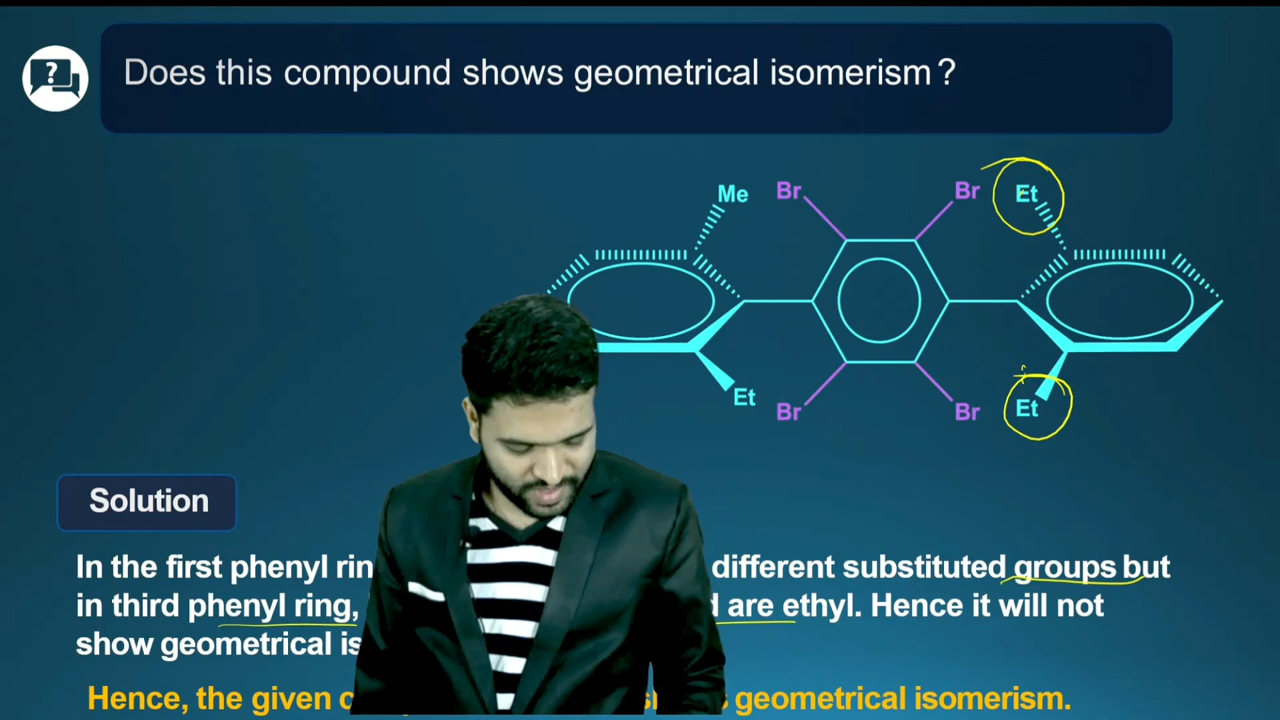 ?
Does this compound shows geometrical isomerism ?
Me Br Br Et
Et Br Br Et
Solution
In the first phenyl different substituted groups but
in third phenyl ring, are ethyl. Hence it will not
show geometrical
Hence, the given geometrical isomerism.